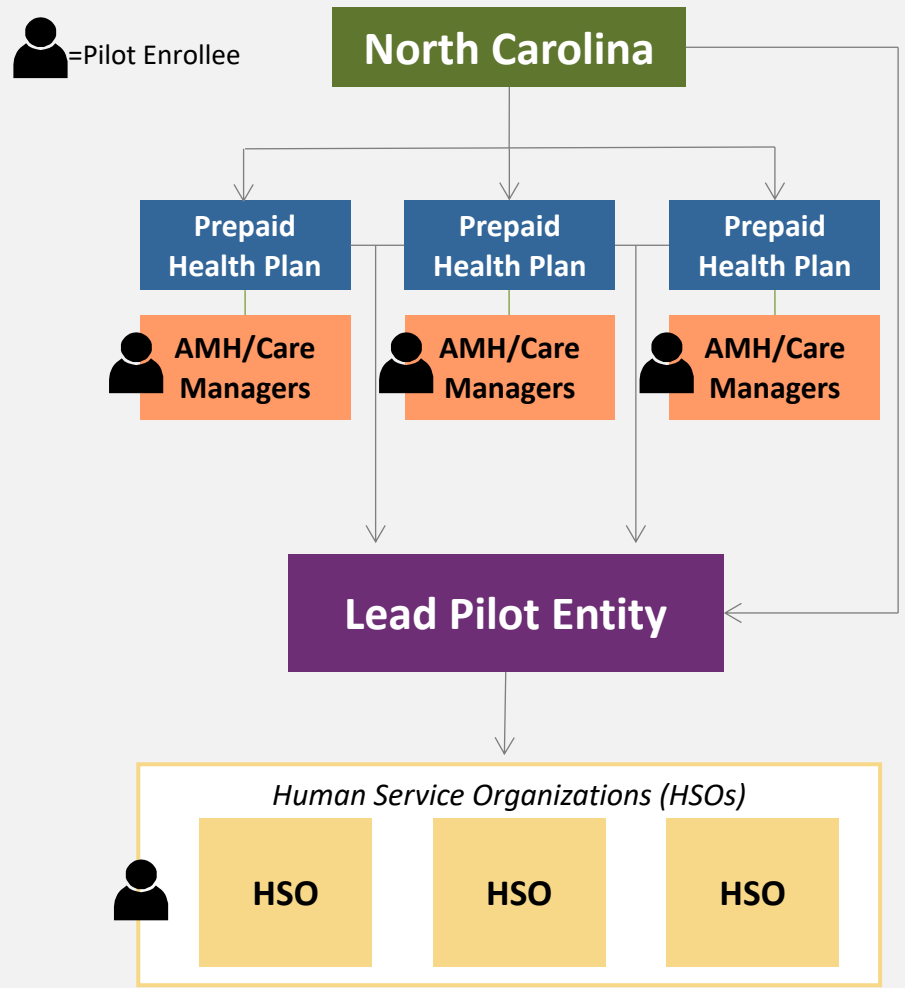 =Pilot Enrollee
North Carolina
Prepaid
Health Plan
Prepaid
Health Plan
Prepaid
Health Plan
AMH/Care
Managers
AMH/Care
Managers
AMH/Care
Managers
Lead Pilot Entity
Human Service Organizations (HSOs)
HSO
HSO
HSO